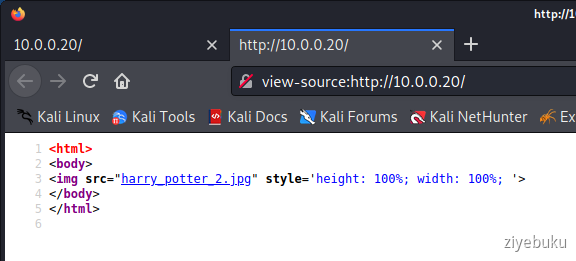 http://10
10.0.0.20/
http://10.0.0.20/
view-source:http://10.0.0.20/
Kali Linux
Kali Tools
Kali Docs
Kali Forums
Kali NetHunter
Ex
1 <html>
2 <body>
3 <img src="harry_potter_2.jpg" style='height: 100%; width: 100%; '>
4 </body>
5 </html>
6
ziyebuku